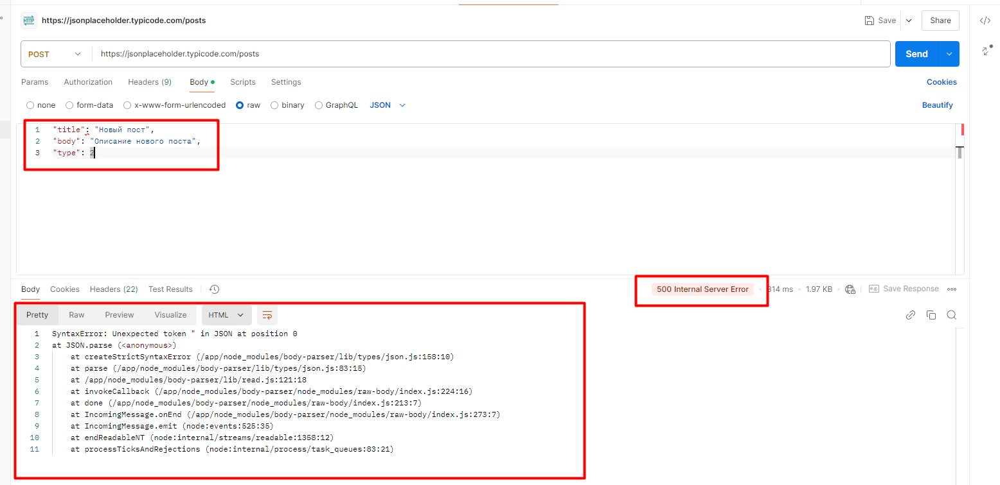 HTTP https://jsonplaceholder.typicode.com/posts Save Share
POST https://jsonplaceholder.typicode.com/posts Send
Params Authorization Headers (9) Body Scripts Settings Cookies
none form-data x-www-form-urlencoded raw binary GraphQL JSON Beautify
1 "title": "Новый пост",
2 "body": "Описание нового поста",
3 "type": 2
Body Cookies Headers (22) Test Results 500 Internal Server Error 814 ms 1.97 KB e.g. Save Response
Pretty Raw Preview Visualize HTML
1 SyntaxError: Unexpected token " in JSON at position 0
2 at JSON.parse (<anonymous>)
3 at createStrictSyntaxError (/app/node_modules/body-parser/lib/types/json.js:158:10)
4 at parse (/app/node_modules/body-parser/lib/types/json.js:83:15)
5 at /app/node_modules/body-parser/lib/read.js:121:18
6 at invokeCallback (/app/node_modules/body-parser/node_modules/raw-body/index.js:224:16)
7 at done (/app/node_modules/body-parser/node_modules/raw-body/index.js:213:7)
8 at IncomingMessage.onEnd (/app/node_modules/body-parser/node_modules/raw-body/index.js:273:7)
9 at IncomingMessage.emit (node:events:525:35)
10 at endReadableNT (node:internal/streams/readable:1358:12)
11 at processTicksAndRejections (node:internal/process/task_queues:83:21)